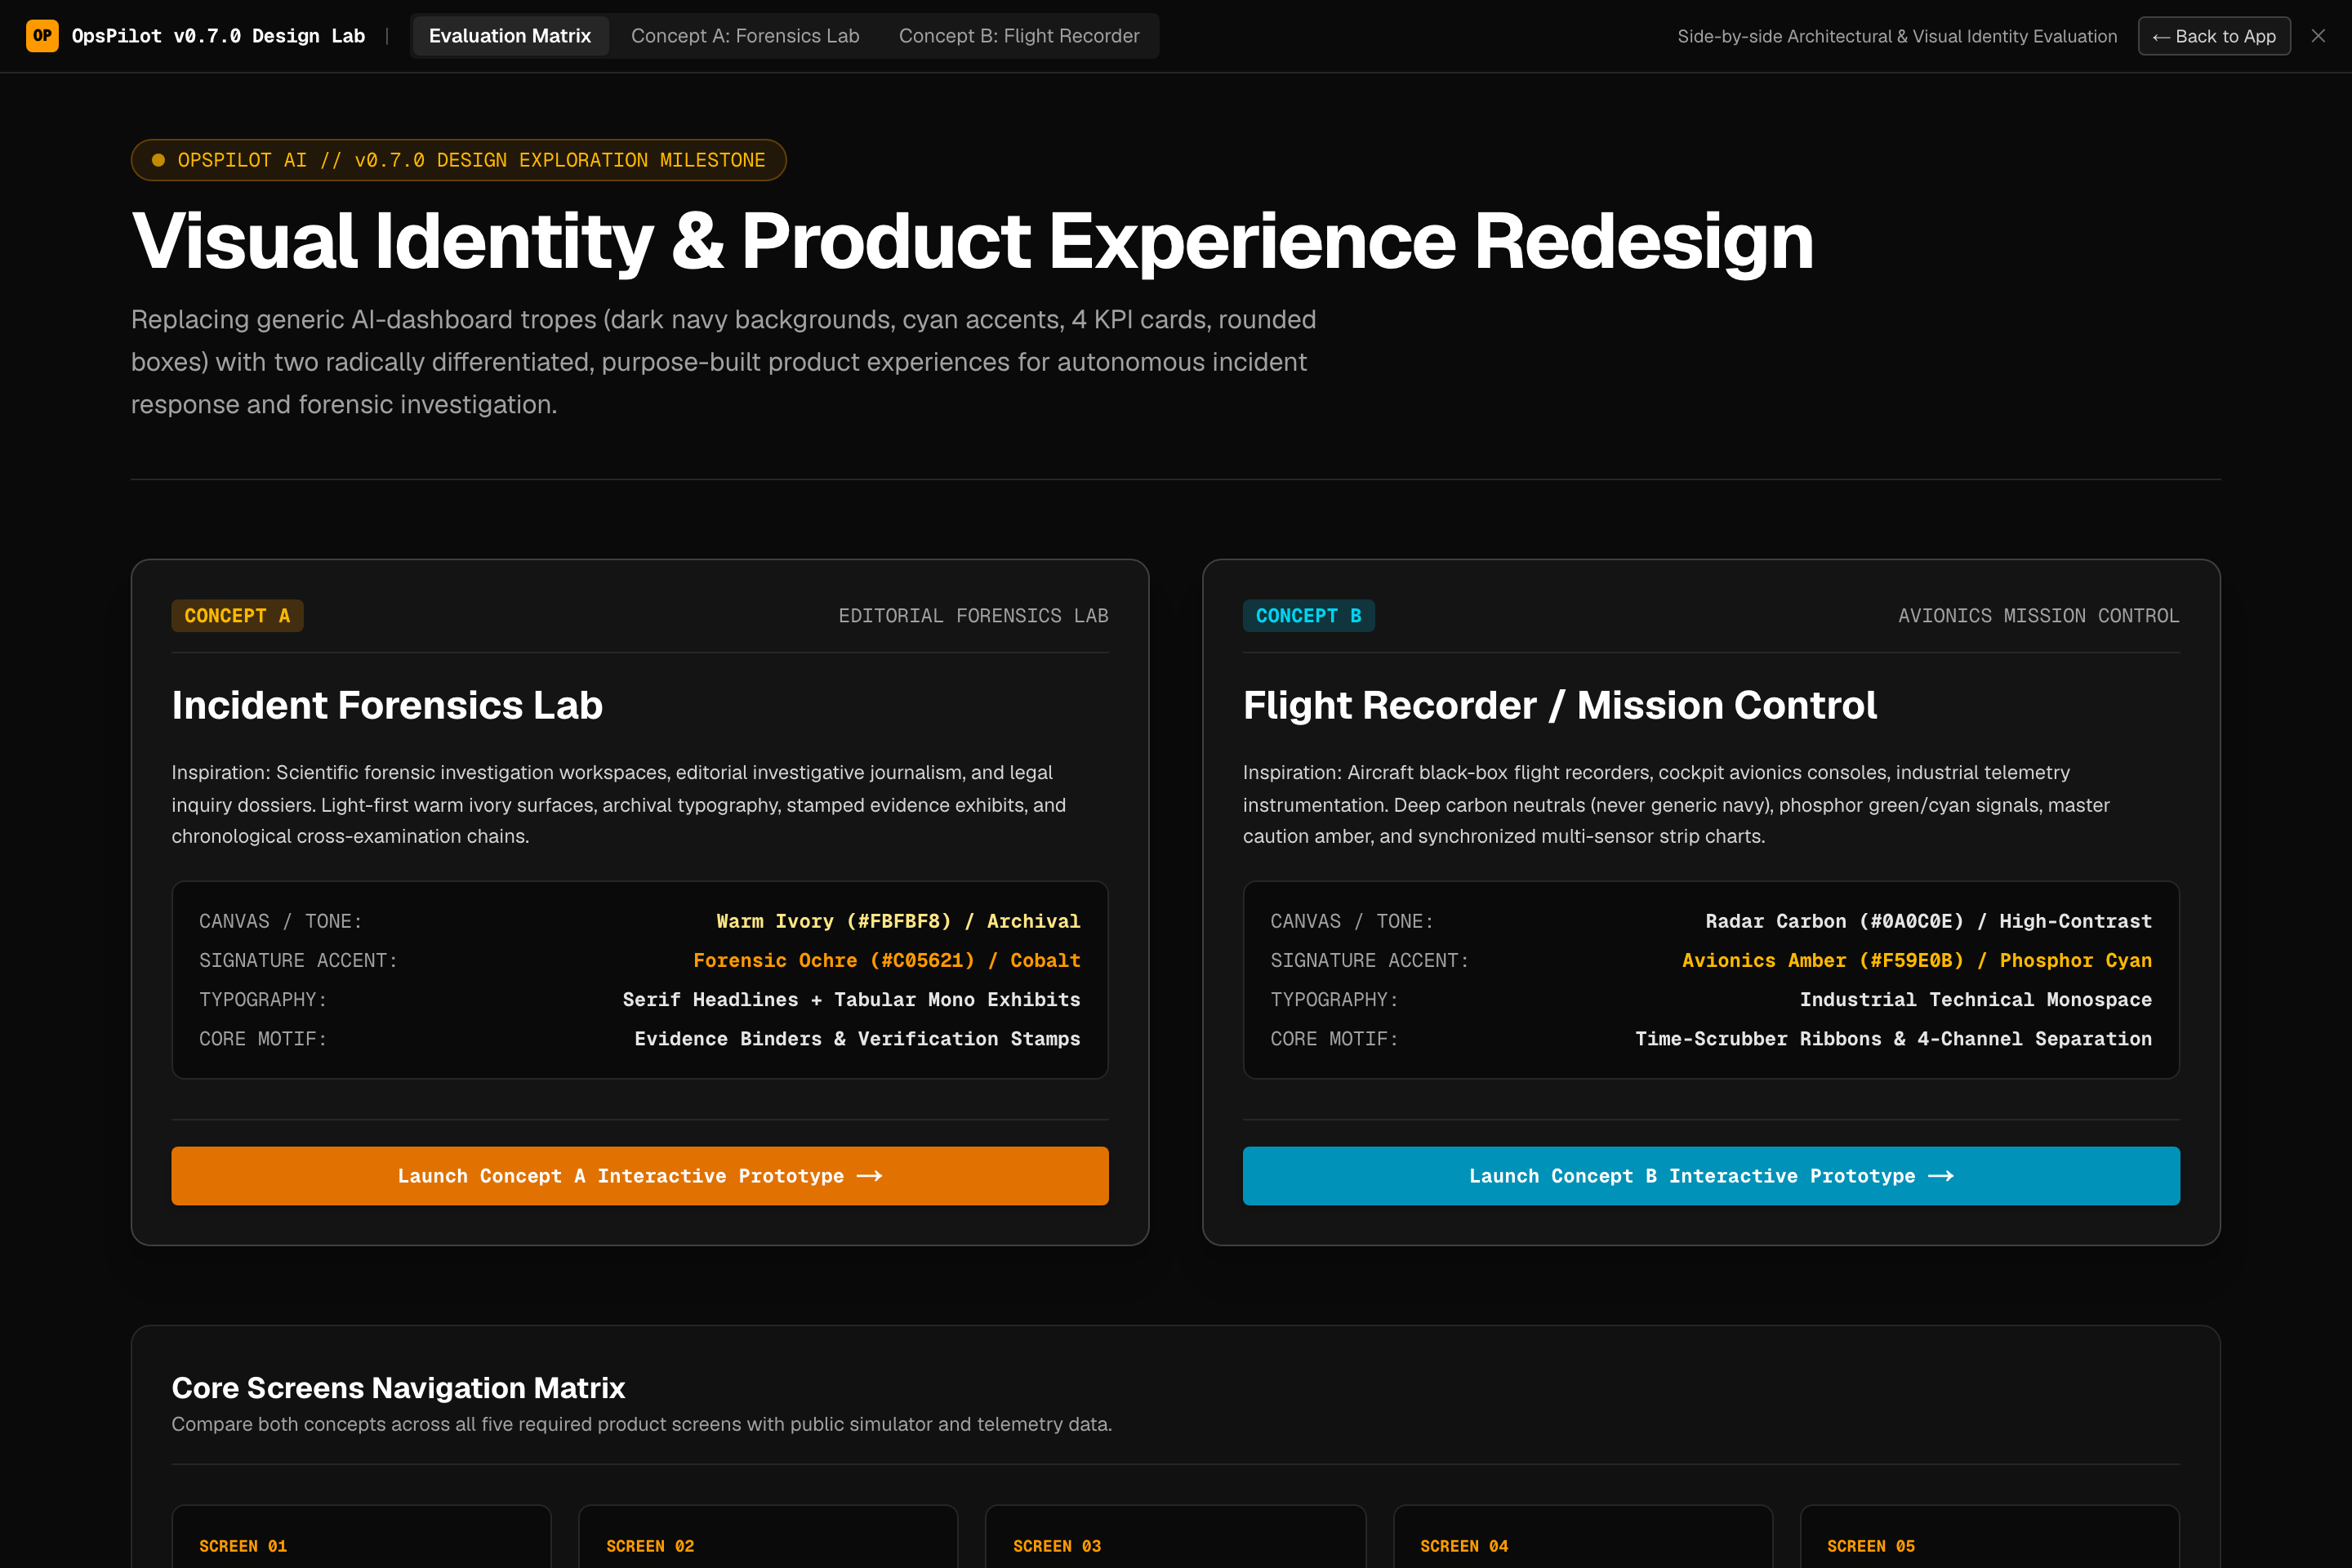 OP OpsPilot v0.7.0 Design Lab | Evaluation Matrix Concept A: Forensics Lab Concept B: Flight Recorder Side-by-side Architectural & Visual Identity Evaluation ← Back to App ×
OPSPILOT AI // v0.7.0 DESIGN EXPLORATION MILESTONE
Visual Identity & Product Experience Redesign
Replacing generic AI-dashboard tropes (dark navy backgrounds, cyan accents, 4 KPI cards, rounded
boxes) with two radically differentiated, purpose-built product experiences for autonomous incident
response and forensic investigation.
CONCEPT A EDITORIAL FORENSICS LAB
Incident Forensics Lab
Inspiration: Scientific forensic investigation workspaces, editorial investigative journalism, and legal
inquiry dossiers. Light-first warm ivory surfaces, archival typography, stamped evidence exhibits, and
chronological cross-examination chains.
CANVAS / TONE: Warm Ivory (#FBFBF8) / Archival
SIGNATURE ACCENT: Forensic Ochre (#C05621) / Cobalt
TYPOGRAPHY: Serif Headlines + Tabular Mono Exhibits
CORE MOTIF: Evidence Binders & Verification Stamps
Launch Concept A Interactive Prototype →
CONCEPT B AVIONICS MISSION CONTROL
Flight Recorder / Mission Control
Inspiration: Aircraft black-box flight recorders, cockpit avionics consoles, industrial telemetry
instrumentation. Deep carbon neutrals (never generic navy), phosphor green/cyan signals, master
caution amber, and synchronized multi-sensor strip charts.
CANVAS / TONE: Radar Carbon (#0A0C0E) / High-Contrast
SIGNATURE ACCENT: Avionics Amber (#F59E0B) / Phosphor Cyan
TYPOGRAPHY: Industrial Technical Monospace
CORE MOTIF: Time-Scrubber Ribbons & 4-Channel Separation
Launch Concept B Interactive Prototype →
Core Screens Navigation Matrix
Compare both concepts across all five required product screens with public simulator and telemetry data.
SCREEN 01 SCREEN 02 SCREEN 03 SCREEN 04 SCREEN 05